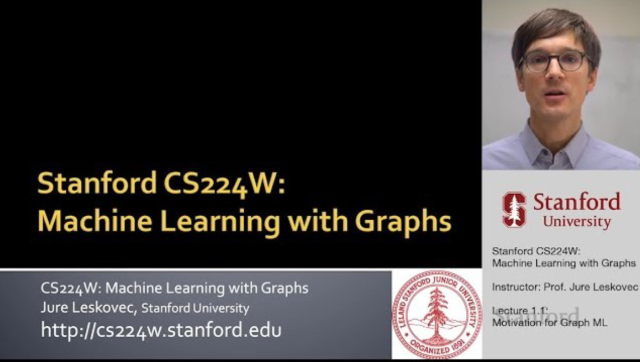 Stanford CS224W:
Machine Learning with Graphs
CS224W: Machine Learning with Graphs
Jure Leskovec, Stanford University
http://cs224w.stanford.edu
LELAND STANFORD JUNIOR UNIVERSITY
ORGANIZED 1891
Stanford
University
Stanford CS224W:
Machine Learning with Graphs
Instructor: Prof. Jure Leskovec
Lecture 1.1:
Motivation for Graph ML
Stanford